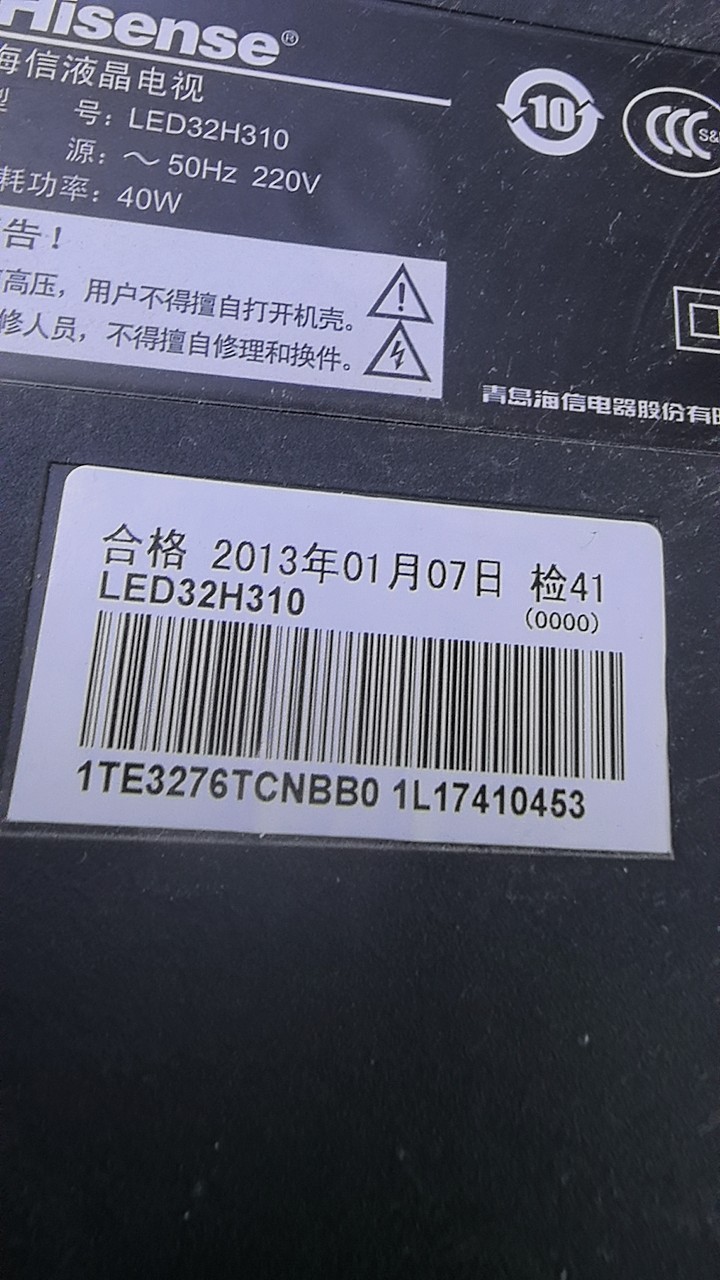 Hisense®
海信液晶电视
型 号：LED32H310
源：～ 50Hz 220V
耗功率：40W
告！
高压，用户不得擅自打开机壳。
修人员，不得擅自修理和换件。
10
CCC S&
青岛海信电器股份有限
合格 2013年01月07日 检41
LED32H310
(0000)
1TE3276TCNBB0 1L17410453